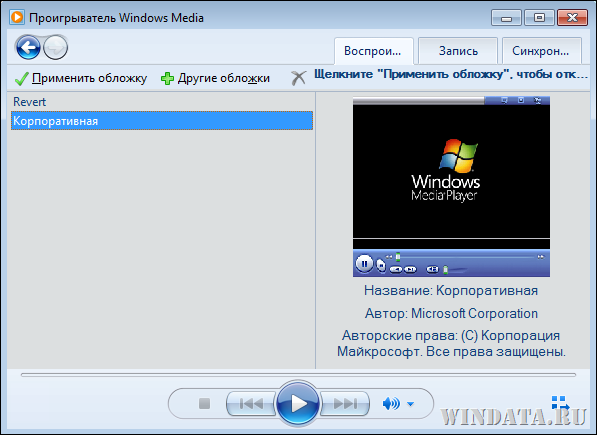 Проигрыватель Windows Media
Воспрои... Запись Синхрон...
Применить обложку Другие обложки Щелкните "Применить обложку", чтобы отк...
Revert
Корпоративная
Windows
Media Player
Название: Корпоративная
Автор: Microsoft Corporation
Авторские права: (C) Корпорация
Майкрософт. Все права защищены.
WINDATA.RU